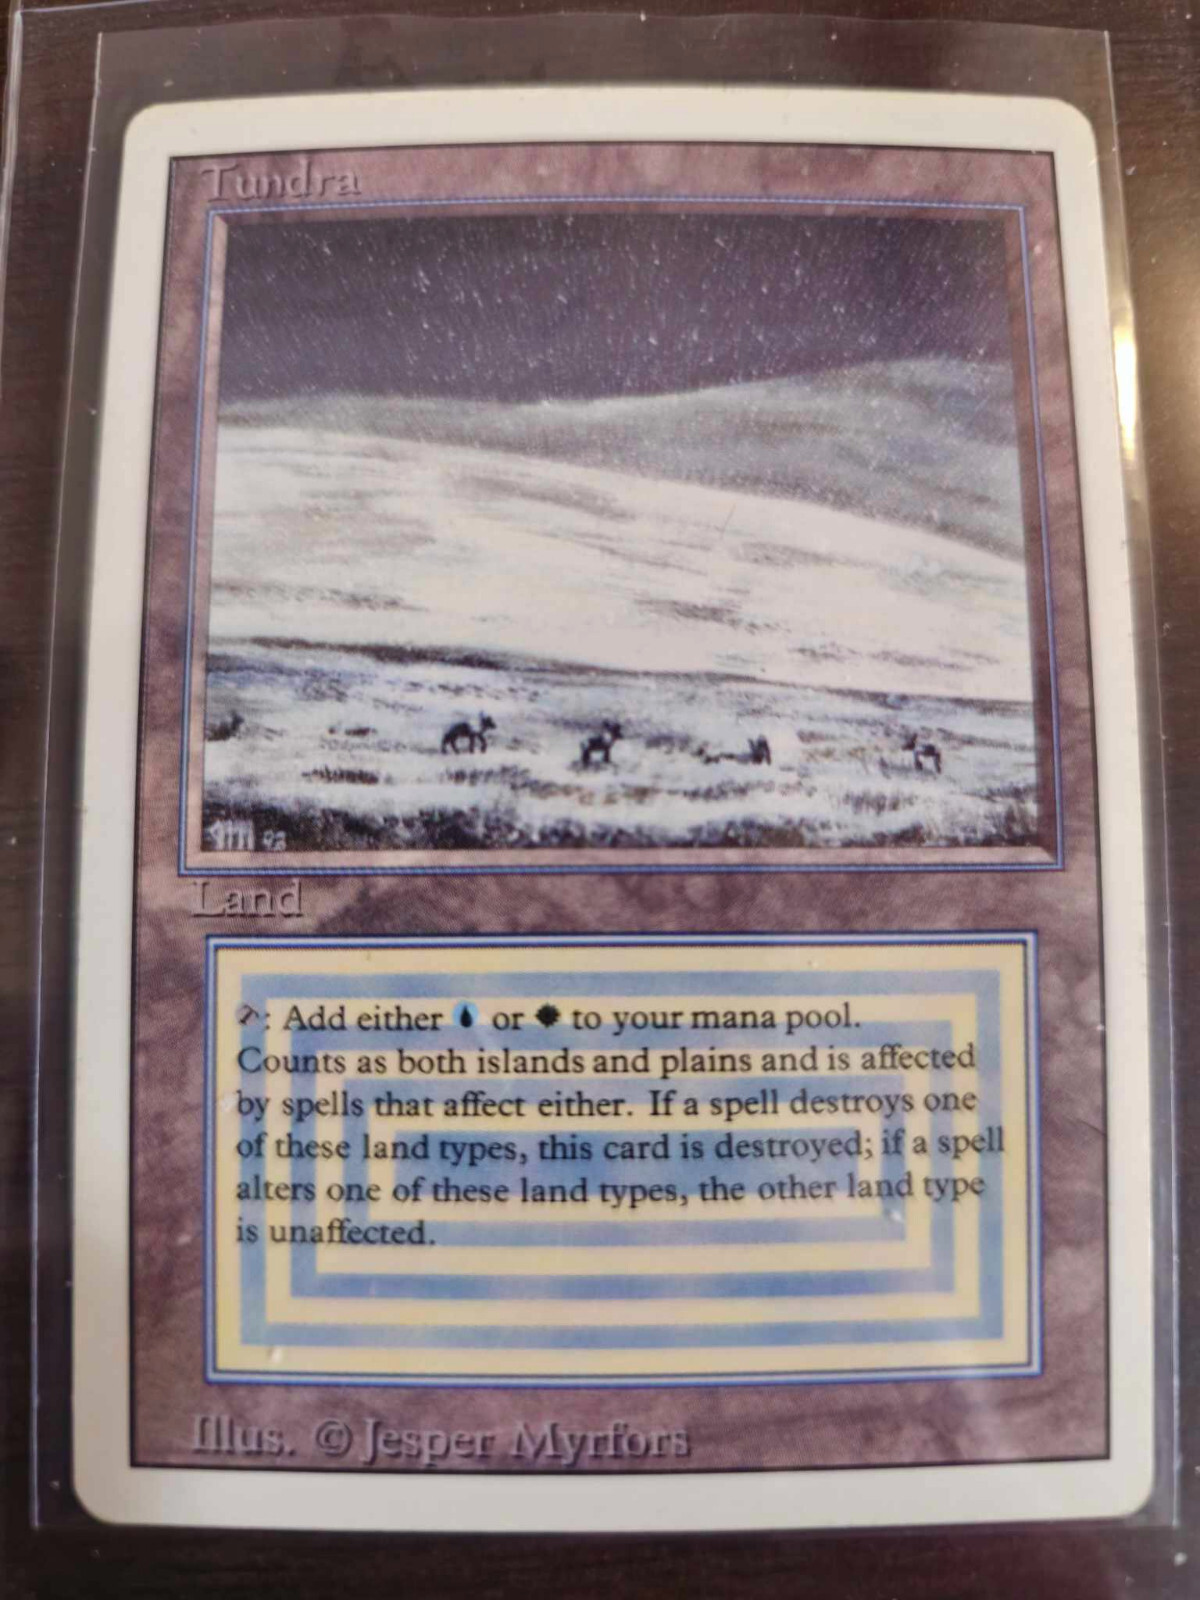 Tundra
JM 93
Land
: Add either or to your mana pool.
Counts as both islands and plains and is affected
by spells that affect either. If a spell destroys one
of these land types, this card is destroyed; if a spell
alters one of these land types, the other land type
is unaffected.
Illus. © Jesper Myrfors